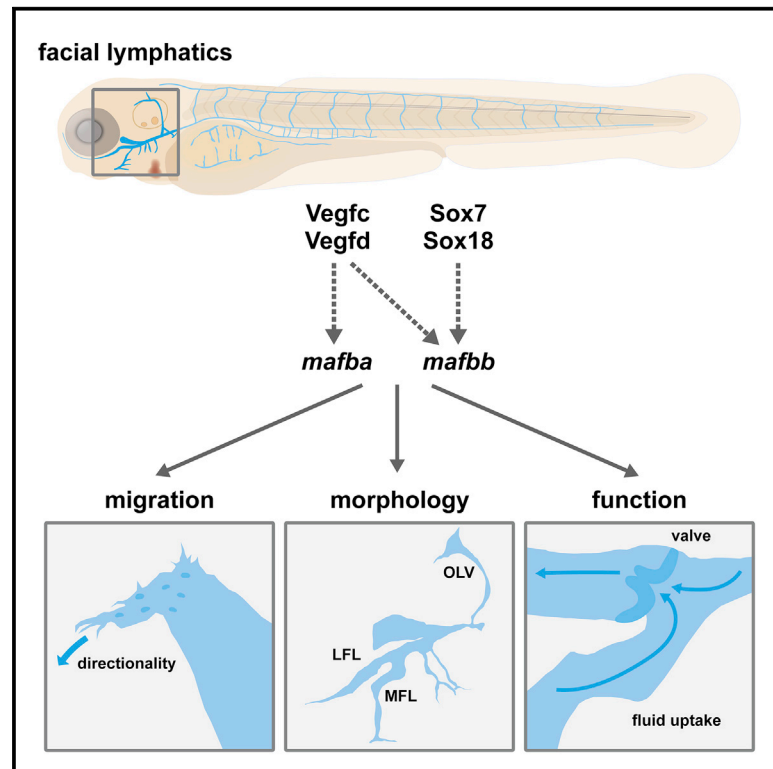 facial lymphatics
Vegfc
Vegfd
Sox7
Sox18
mafba
mafbb
migration
morphology
function
directionality
OLV
LFL
MFL
valve
fluid uptake